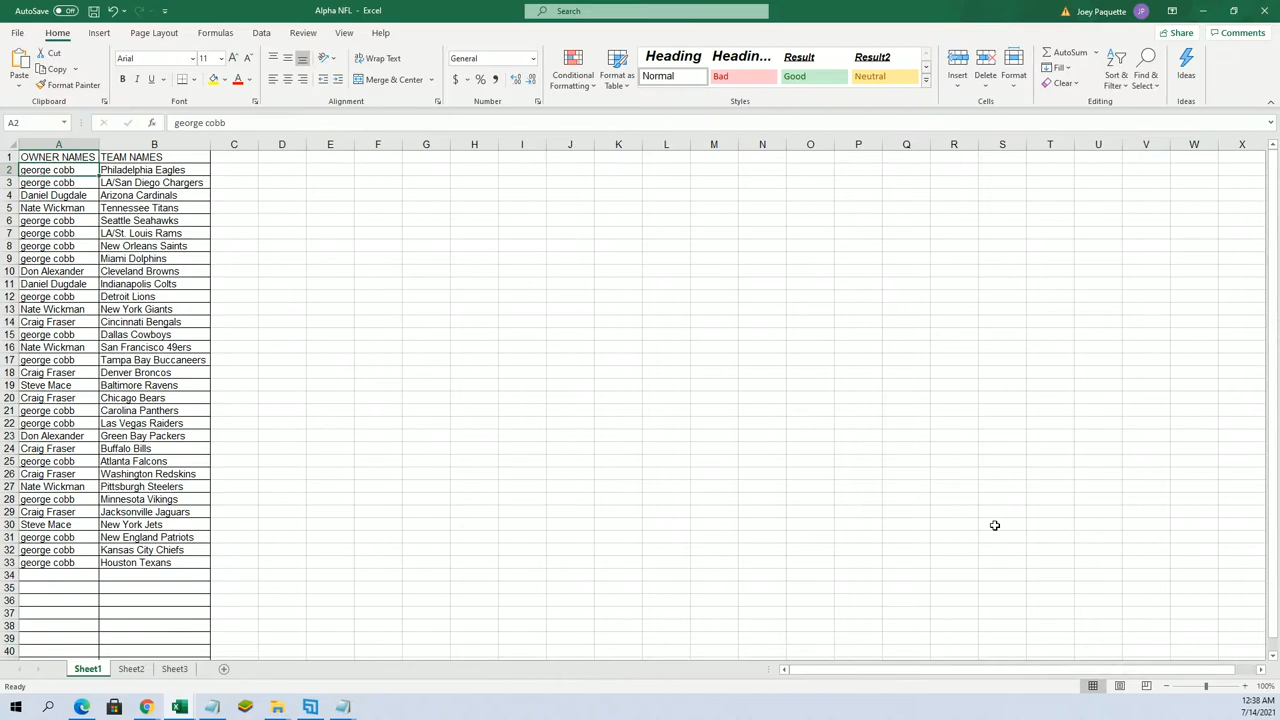 AutoSave Off Alpha NFL - Excel Search Joey Paquette JP
File Home Insert Page Layout Formulas Data Review View Help Share Comments
Paste Cut Copy Format Painter Clipboard
Arial 11 B I U A Font
Wrap Text Merge & Center Alignment
General $ % Number
Conditional Formatting Format as Table
Heading Headin... Result Result2
Normal Bad Good Neutral
Styles
Insert Delete Format Cells
AutoSum Fill Clear Sort & Filter Find & Select Editing
Ideas Ideas
A2 fx george cobb
A B C D E F G H I J K L M N O P Q R S T U V W X
1 OWNER NAMES TEAM NAMES
2 george cobb Philadelphia Eagles
3 george cobb LA/San Diego Chargers
4 Daniel Dugdale Arizona Cardinals
5 Nate Wickman Tennessee Titans
6 george cobb Seattle Seahawks
7 george cobb LA/St. Louis Rams
8 george cobb New Orleans Saints
9 george cobb Miami Dolphins
10 Don Alexander Cleveland Browns
11 Daniel Dugdale Indianapolis Colts
12 george cobb Detroit Lions
13 Nate Wickman New York Giants
14 Craig Fraser Cincinnati Bengals
15 george cobb Dallas Cowboys
16 Nate Wickman San Francisco 49ers
17 george cobb Tampa Bay Buccaneers
18 Craig Fraser Denver Broncos
19 Steve Mace Baltimore Ravens
20 Craig Fraser Chicago Bears
21 george cobb Carolina Panthers
22 george cobb Las Vegas Raiders
23 Don Alexander Green Bay Packers
24 Craig Fraser Buffalo Bills
25 george cobb Atlanta Falcons
26 Craig Fraser Washington Redskins
27 Nate Wickman Pittsburgh Steelers
28 george cobb Minnesota Vikings
29 Craig Fraser Jacksonville Jaguars
30 Steve Mace New York Jets
31 george cobb New England Patriots
32 george cobb Kansas City Chiefs
33 george cobb Houston Texans
34
35
36
37
38
39
40
Sheet1 Sheet2 Sheet3
Ready 100%
12:38 AM
7/14/2021